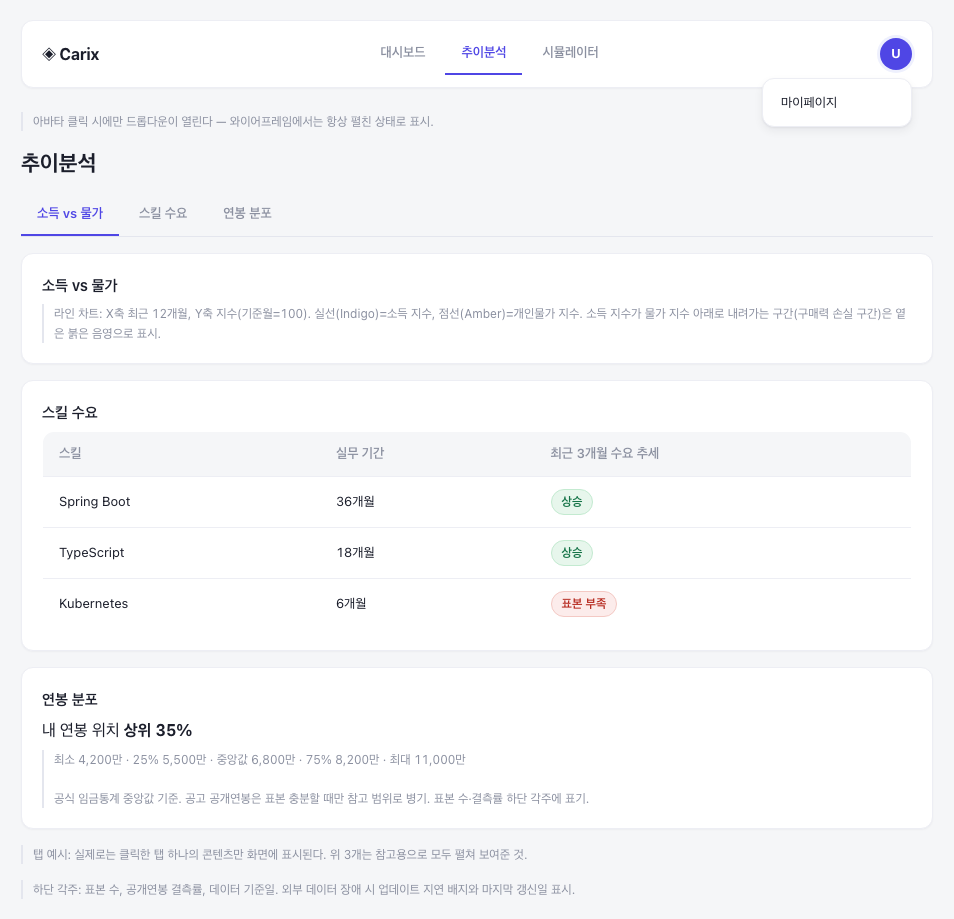 ◈ Carix
대시보드
추이분석
시뮬레이터
U
마이페이지
아바타 클릭 시에만 드롭다운이 열린다 — 와이어프레임에서는 항상 펼친 상태로 표시.
추이분석
소득 vs 물가
스킬 수요
연봉 분포
소득 vs 물가
라인 차트: X축 최근 12개월, Y축 지수(기준월=100). 실선(Indigo)=소득 지수, 점선(Amber)=개인물가 지수. 소득 지수가 물가 지수 아래로 내려가는 구간(구매력 손실 구간)은 옅
은 붉은 음영으로 표시.
스킬 수요
스킬 실무 기간 최근 3개월 수요 추세
Spring Boot 36개월 상승
TypeScript 18개월 상승
Kubernetes 6개월 표본 부족
연봉 분포
내 연봉 위치 상위 35%
최소 4,200만 · 25% 5,500만 · 중앙값 6,800만 · 75% 8,200만 · 최대 11,000만
공식 임금통계 중앙값 기준. 공고 공개연봉은 표본 충분할 때만 참고 범위로 병기. 표본 수·결측률 하단 각주에 표기.
탭 예시: 실제로는 클릭한 탭 하나의 콘텐츠만 화면에 표시된다. 위 3개는 참고용으로 모두 펼쳐 보여준 것.
하단 각주: 표본 수, 공개연봉 결측률, 데이터 기준일. 외부 데이터 장애 시 업데이트 지연 배지와 마지막 갱신일 표시.